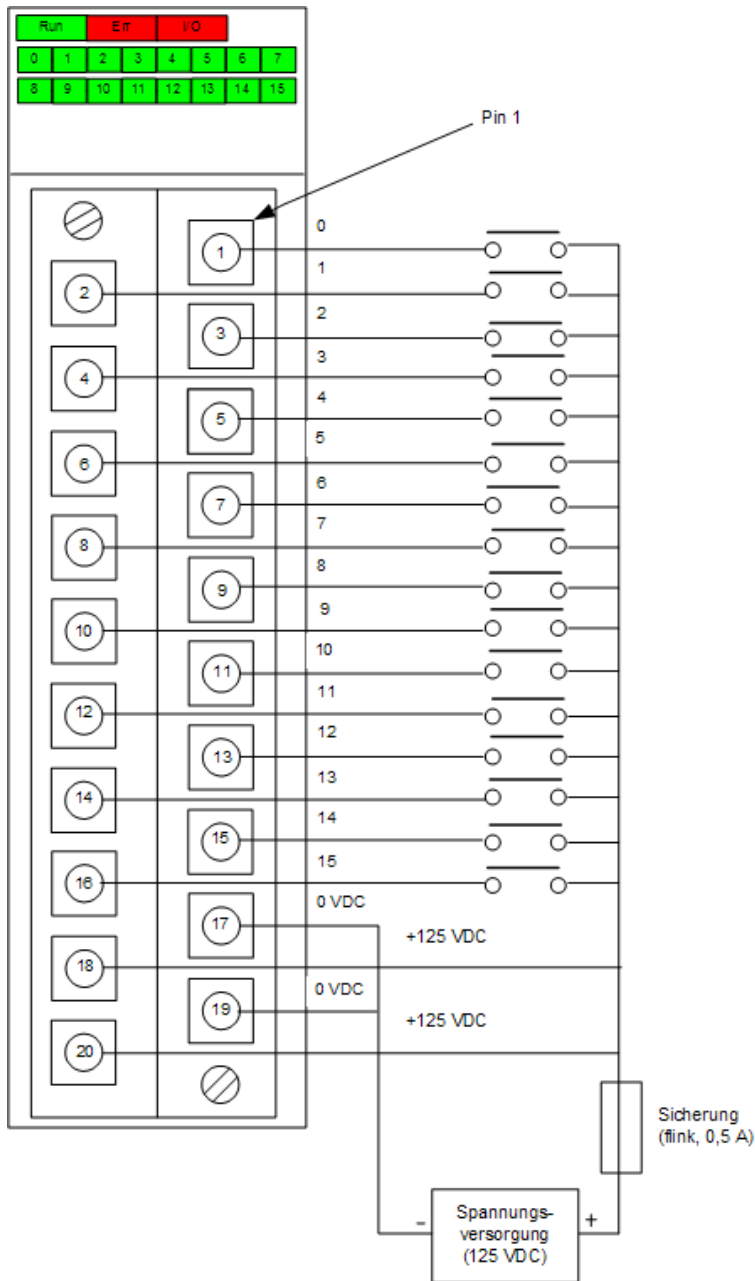 Run Err I/O
0 1 2 3 4 5 6 7
8 9 10 11 12 13 14 15
Pin 1
0
1
1
2
2
3
3
4
4
5
5
6
6
7
7
8
8
9
9
10
10
11
11
12
12
13
13
14
14
15
15
16
0 VDC
17
+125 VDC
18
0 VDC
19
+125 VDC
20
Sicherung
(flink, 0,5 A)
- Spannungs- +
versorgung
(125 VDC)